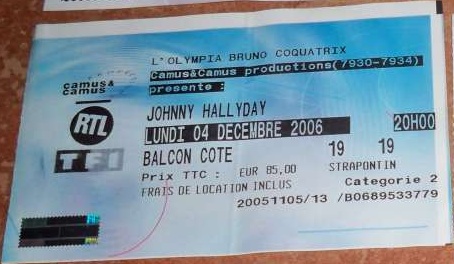 L'OLYMPIA BRUNO COQUATRIX
Camus&Camus productions(7930-7934)
presente :
camus&
camus
JOHNNY HALLYDAY
RTL
LUNDI 04 DECEMBRE 2006 20H00
TF1
BALCON COTE 19 19
Prix TTC : EUR 85,00 STRAPONTIN
FRAIS DE LOCATION INCLUS Categorie 2
20051105/13 /B0689533779